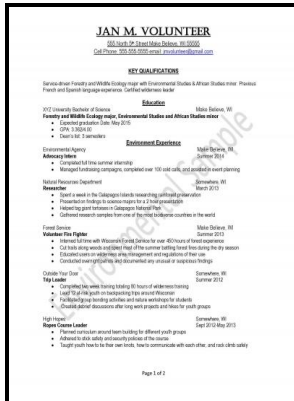 JAN M. VOLUNTEER
555 North 5th Street Make Believe, WI 55555
Cell Phone: 555-555-5555 email: jmvolunteer@gmail.com
KEY QUALIFICATIONS
Service-driven Forestry and Wildlife Ecology major with Environmental Studies & African Studies minor. Previous
French and Spanish language experience. Certified wilderness leader
Education
XYZ University Bachelor of Science Make Believe, WI
Forestry and Wildlife Ecology major, Environmental Studies and African Studies minor
• Expected graduation Date: May 2015
• GPA: 3.392/4.00
• Dean's list: 3 semesters
Environment Experience
Environmental Agency Make Believe, WI
Advocacy Intern Summer 2014
• Completed full time summer internship
• Managed fundraising campaigns, completed over 100 sold calls, and assisted in event planning
Natural Resources Department Somewhere, WI
Researcher March 2013
• Spent a week in the Galapagos Islands researching
• Presented on findings to science majors for a 2 hour presentation
• Helped tag giant tortoises in Galapagos National Park
• Gathered research samples from one of the most biodiverse countries in the world
Forest Service Make Believe, WI
Volunteer Fire Fighter Summer 2013
• Interned full time with Wisconsin Forest Service for over 450 hours of forest experience
• Cut trails along woods and spent most of the summer battling forest fires during the dry season
• Educated users on wilderness area management and regulations of their use
• Conducted overnight and documented any unusual or suspicious findings
Outside Your Door Somewhere, WI
Trip Leader Summer 2012
• Completed two week training totaling 80 hours of wilderness training
• Lead 12 at-risk youth on backpacking trips around Wisconsin
• Facilitated group bonding activities and nature workshops for students
• Created debrief discussions after long work projects and hikes for youth groups
High Hopes Somewhere, WI
Ropes Course Leader Sept 2012-May 2013
• Planned curriculum around team building for different youth groups
• Adhered to safety and security policies of the course
• Taught youth how to tie their own knots, how to communicate with each other, and rock climb safely
Page 1 of 2
Environmental Sample